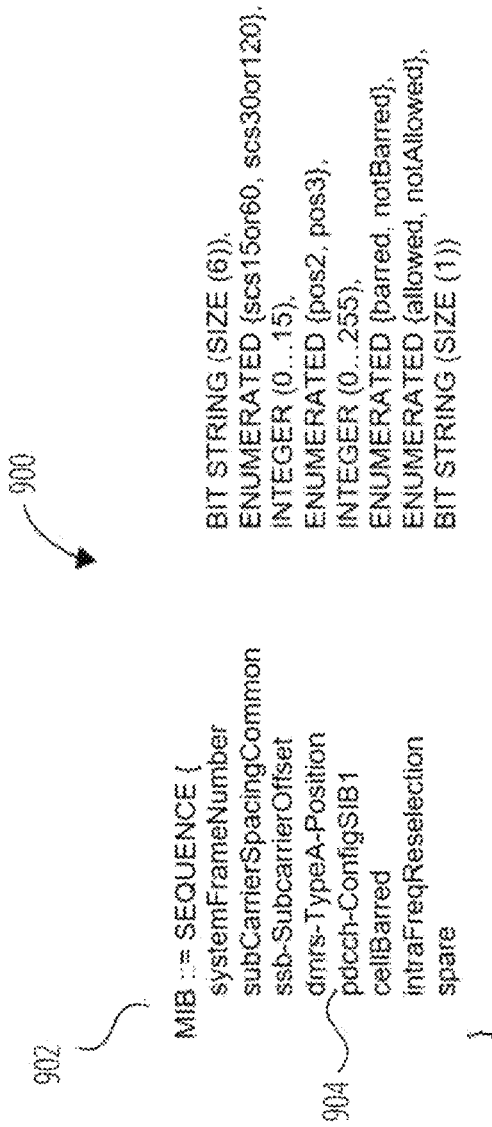 900
902
MIB ::= SEQUENCE {
systemFrameNumber BIT STRING (SIZE (6)),
subCarrierSpacingCommon ENUMERATED {scs15or60, scs30or120},
ssb-SubcarrierOffset INTEGER (0...15),
dmrs-TypeA-Position ENUMERATED {pos2, pos3},
pdcch-ConfigSIB1 INTEGER (0...255),
cellBarred ENUMERATED {barred, notBarred},
intraFreqReselection ENUMERATED {allowed, notAllowed},
spare BIT STRING (SIZE (1))
}
904